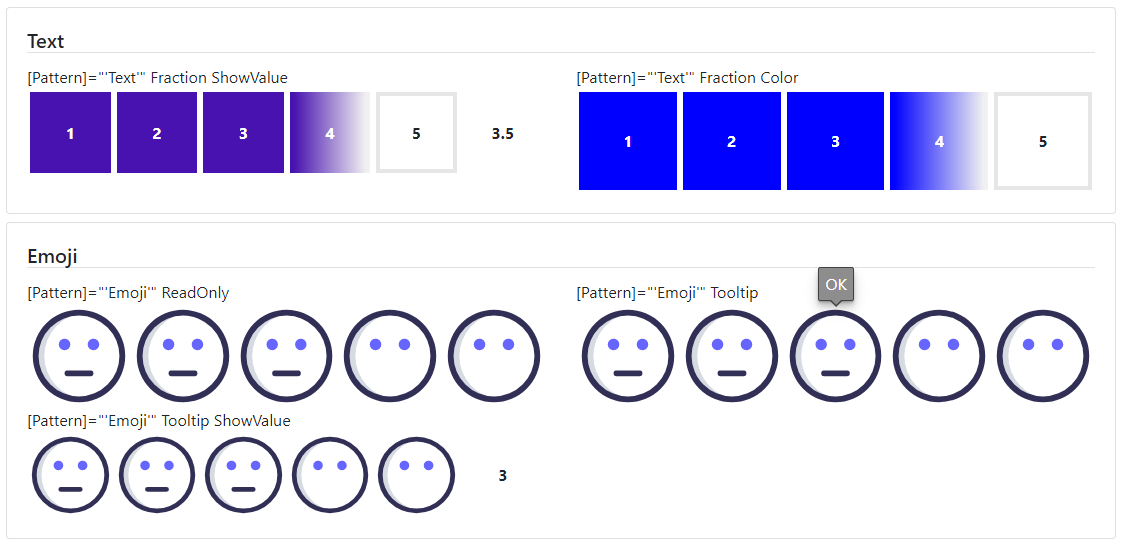 Text
[Pattern]="'Text'" Fraction ShowValue
1 2 3 4 5 3.5
[Pattern]="'Text'" Fraction Color
1 2 3 4 5
Emoji
[Pattern]="'Emoji'" ReadOnly
[Pattern]="'Emoji'" Tooltip
OK
[Pattern]="'Emoji'" Tooltip ShowValue
3